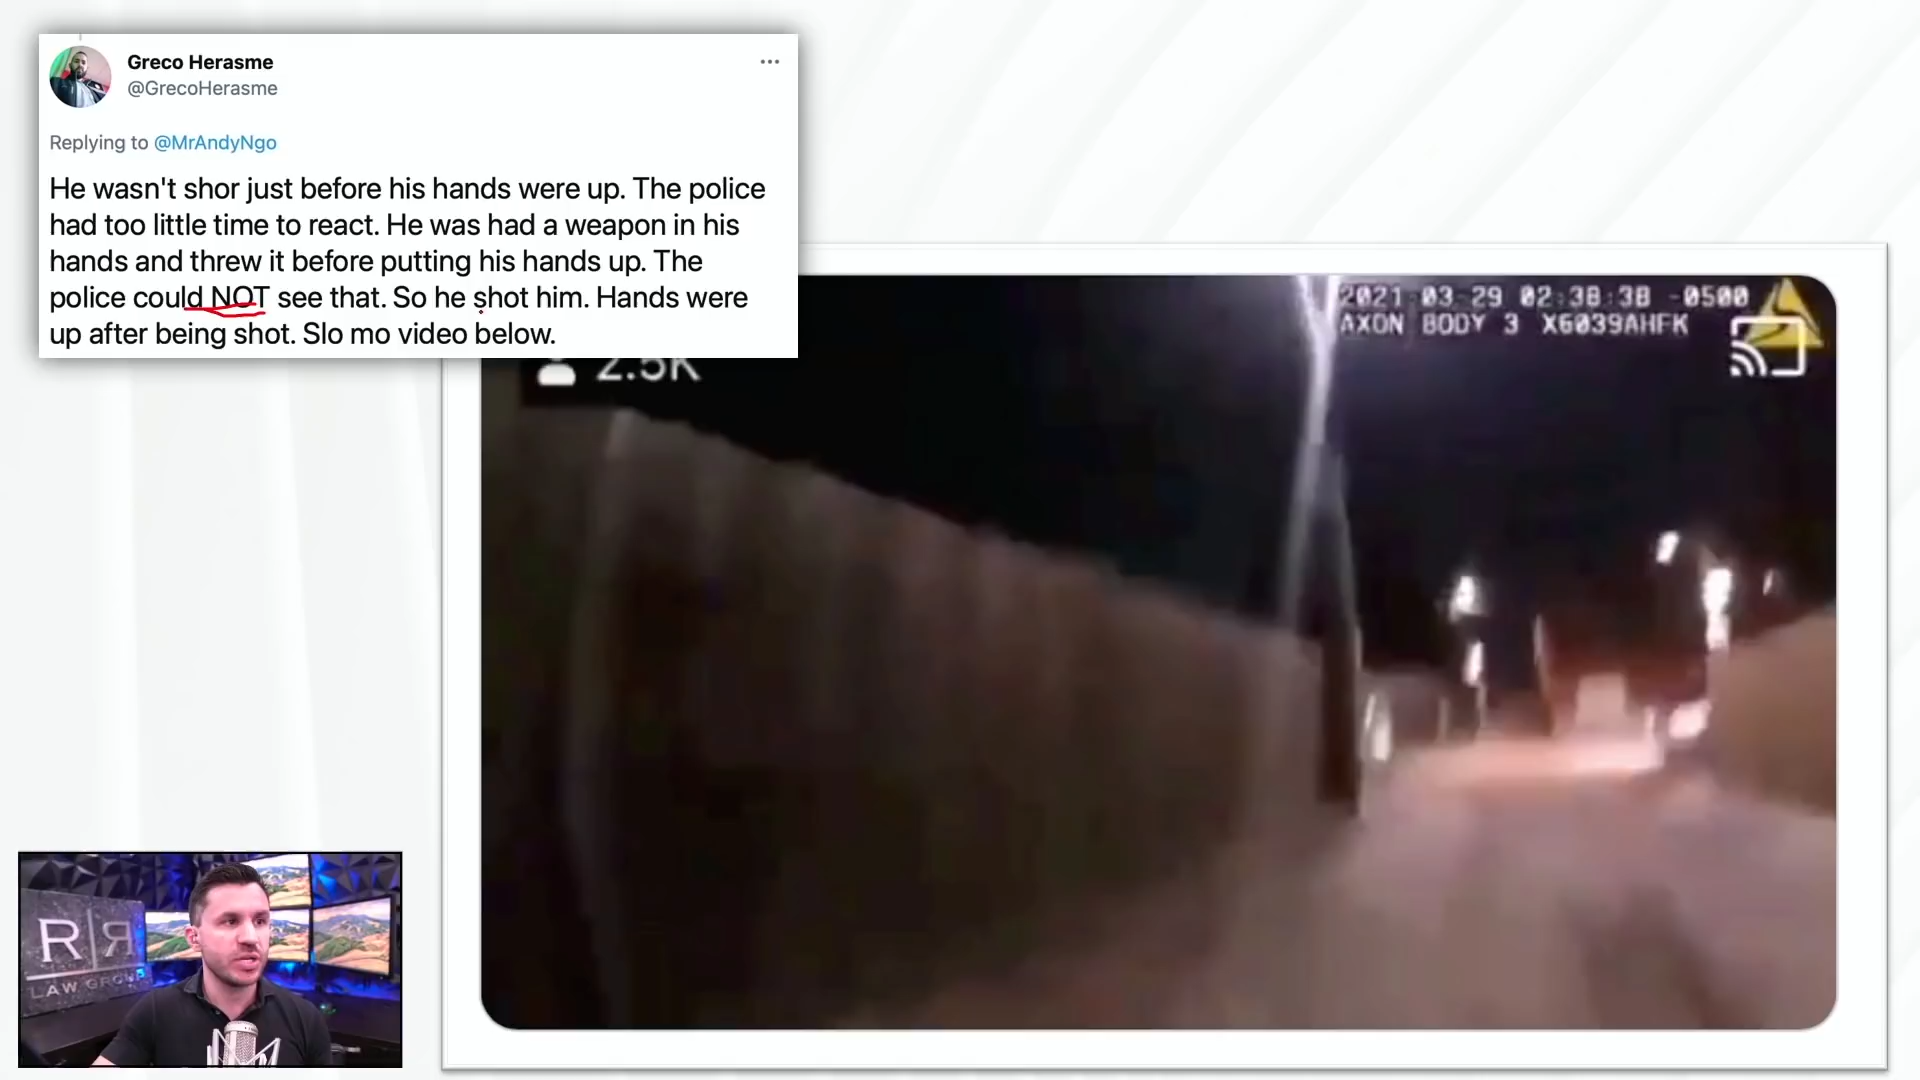 Greco Herasme
@GrecoHerasme
Replying to @MrAndyNgo
He wasn't shor just before his hands were up. The police
had too little time to react. He was had a weapon in his
hands and threw it before putting his hands up. The
police could NOT see that. So he shot him. Hands were
up after being shot. Slo mo video below.
2.5K
2021-03-29 02:38:38 -0500
AXON BODY 3 X6039AHFK
R|R
LAW GROUP